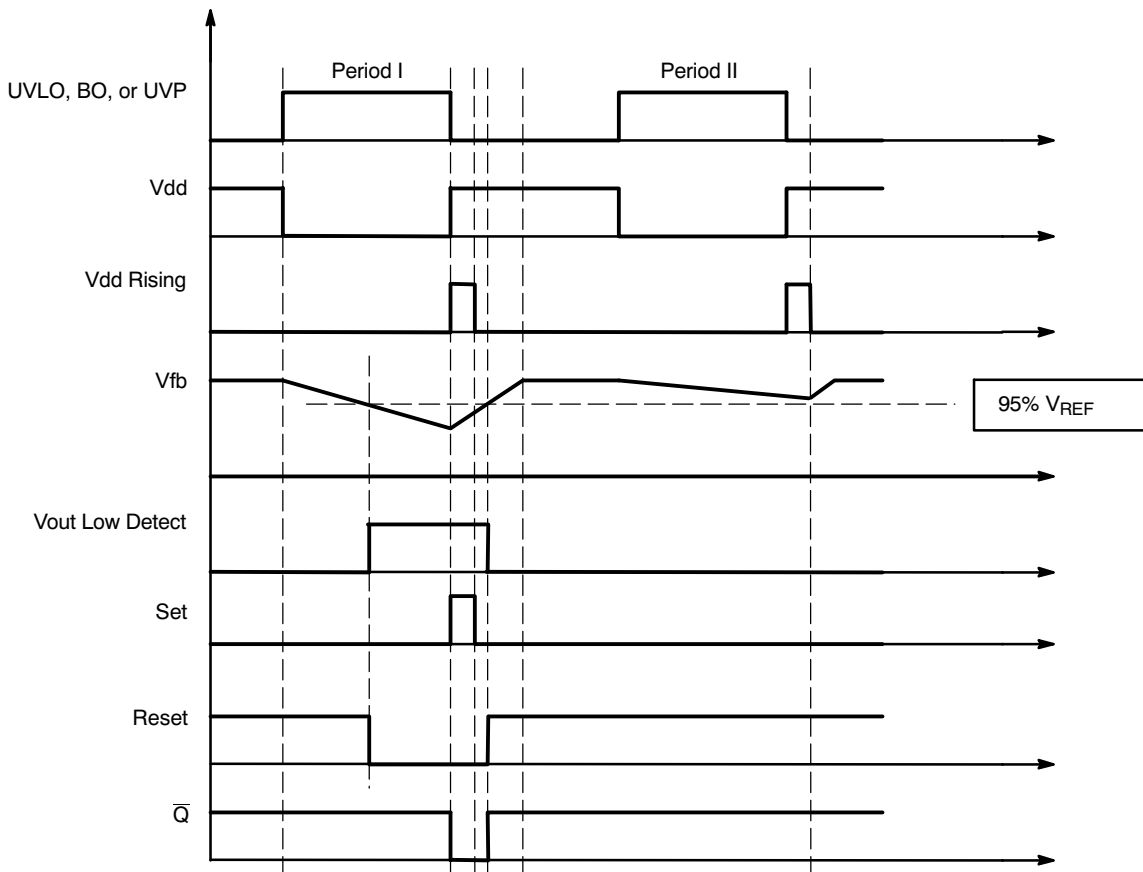 Period I
Period II
UVLO, BO, or UVP
Vdd
Vdd Rising
Vfb
95% VREF
Vout Low Detect
Set
Reset
Q̅